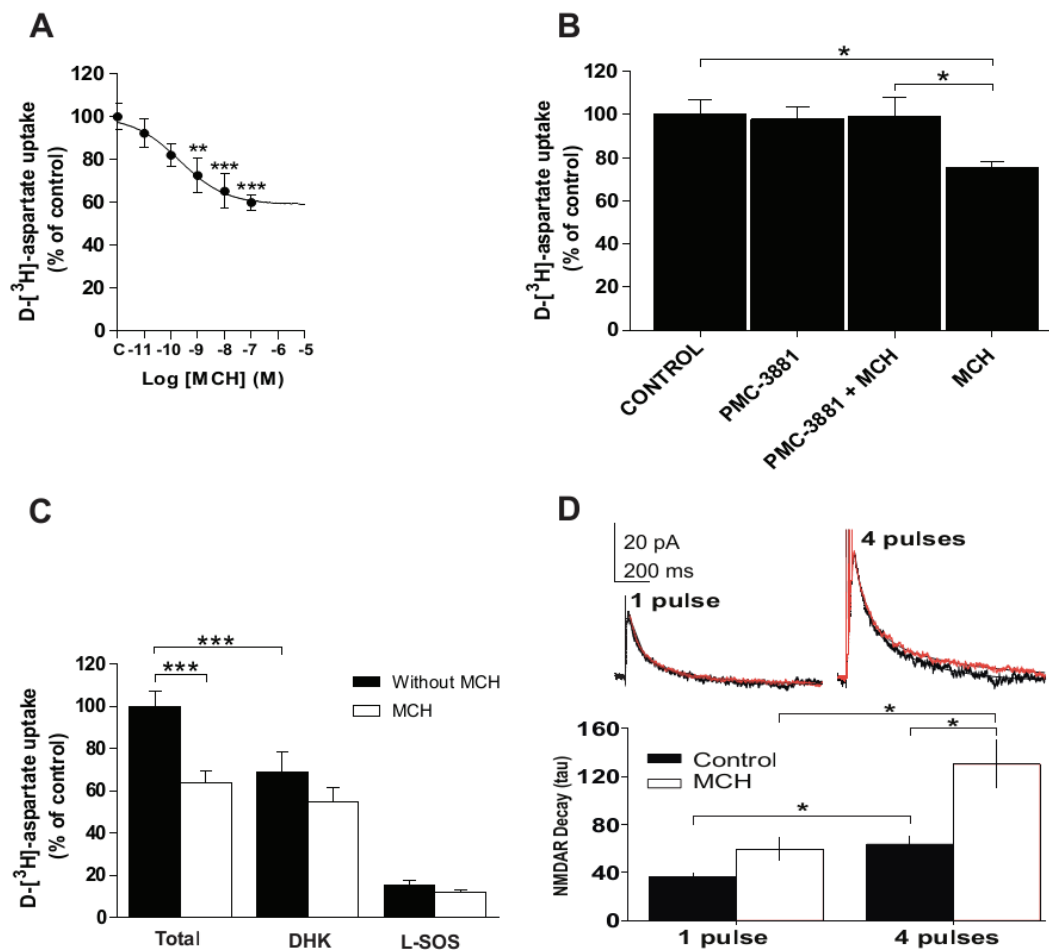 A
D-[³H]-aspartate uptake
(% of control)
120
100
80
60
40
20
0
**
***
***
C -11 -10 -9 -8 -7 -6 -5
Log [MCH] (M)
B
D-[³H]-aspartate uptake
(% of control)
120
100
80
60
40
20
0
*
*
CONTROL
PMC-3881
PMC-3881 + MCH
MCH
C
D-[³H]-aspartate uptake
(% of control)
120
100
80
60
40
20
0
***
***
Without MCH
MCH
Total DHK L-SOS
D
20 pA
200 ms
1 pulse
4 pulses
NMDAR Decay (tau)
160
120
80
40
0
Control
MCH
*
*
*
1 pulse 4 pulses